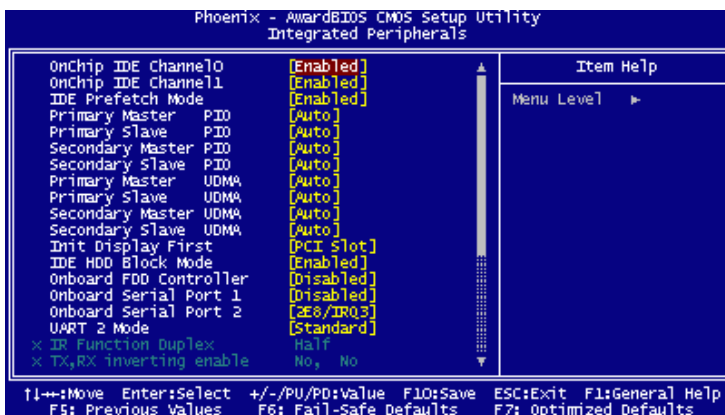 Phoenix - AwardBIOS CMOS Setup Utility
Integrated Peripherals
OnChip IDE Channel0 [Enabled]
OnChip IDE Channel1 [Enabled]
IDE Prefetch Mode [Enabled]
Primary Master PIO [Auto]
Primary Slave PIO [Auto]
Secondary Master PIO [Auto]
Secondary Slave PIO [Auto]
Primary Master UDMA [Auto]
Primary Slave UDMA [Auto]
Secondary Master UDMA [Auto]
Secondary Slave UDMA [Auto]
Init Display First [PCI Slot]
IDE HDD Block Mode [Enabled]
Onboard FDD Controller [Disabled]
Onboard Serial Port 1 [Disabled]
Onboard Serial Port 2 [2E8/IRQ3]
UART 2 Mode [Standard]
x IR Function Duplex Half
x TX,RX inverting enable No, No
Item Help
Menu Level ►
↑↓→←:Move Enter:Select +/-/PU/PD:Value F10:Save ESC:Exit F1:General Help
F5: Previous Values F6: Fail-Safe Defaults F7: Optimized Defaults